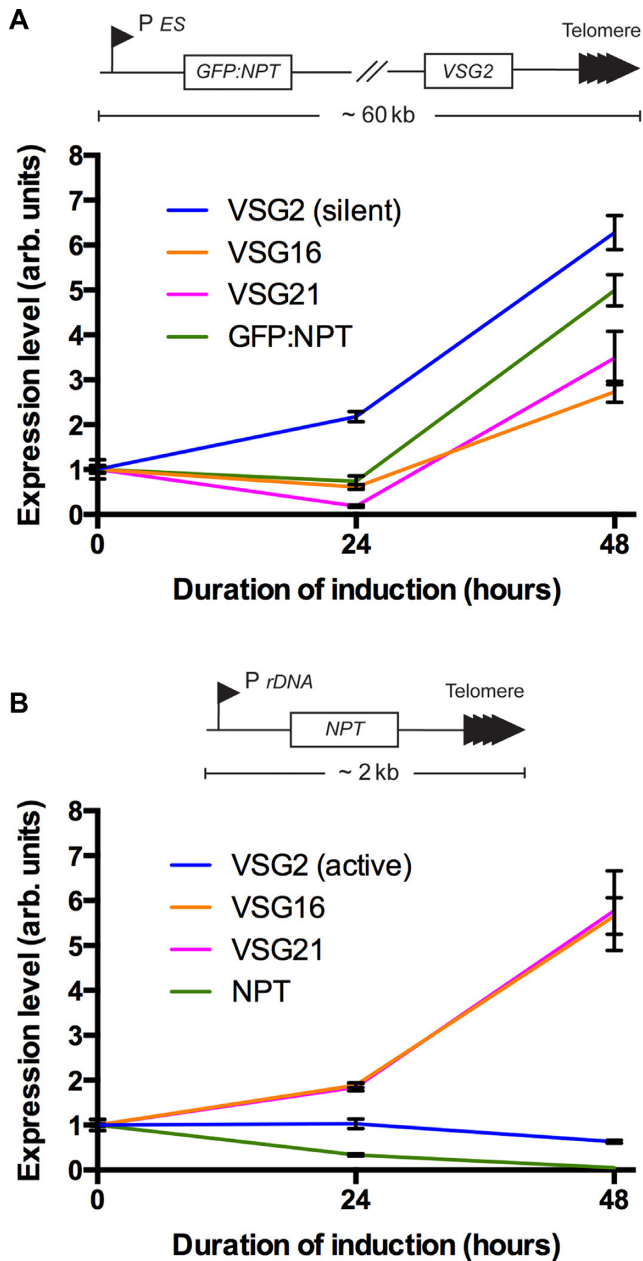 A
P ES
Telomere
GFP:NPT
VSG2
~ 60 kb
Expression level (arb. units)
8
7
6
5
4
3
2
1
0
VSG2 (silent)
VSG16
VSG21
GFP:NPT
0 24 48
Duration of induction (hours)
B
P rDNA
Telomere
NPT
~ 2 kb
Expression level (arb. units)
8
7
6
5
4
3
2
1
0
VSG2 (active)
VSG16
VSG21
NPT
0 24 48
Duration of induction (hours)